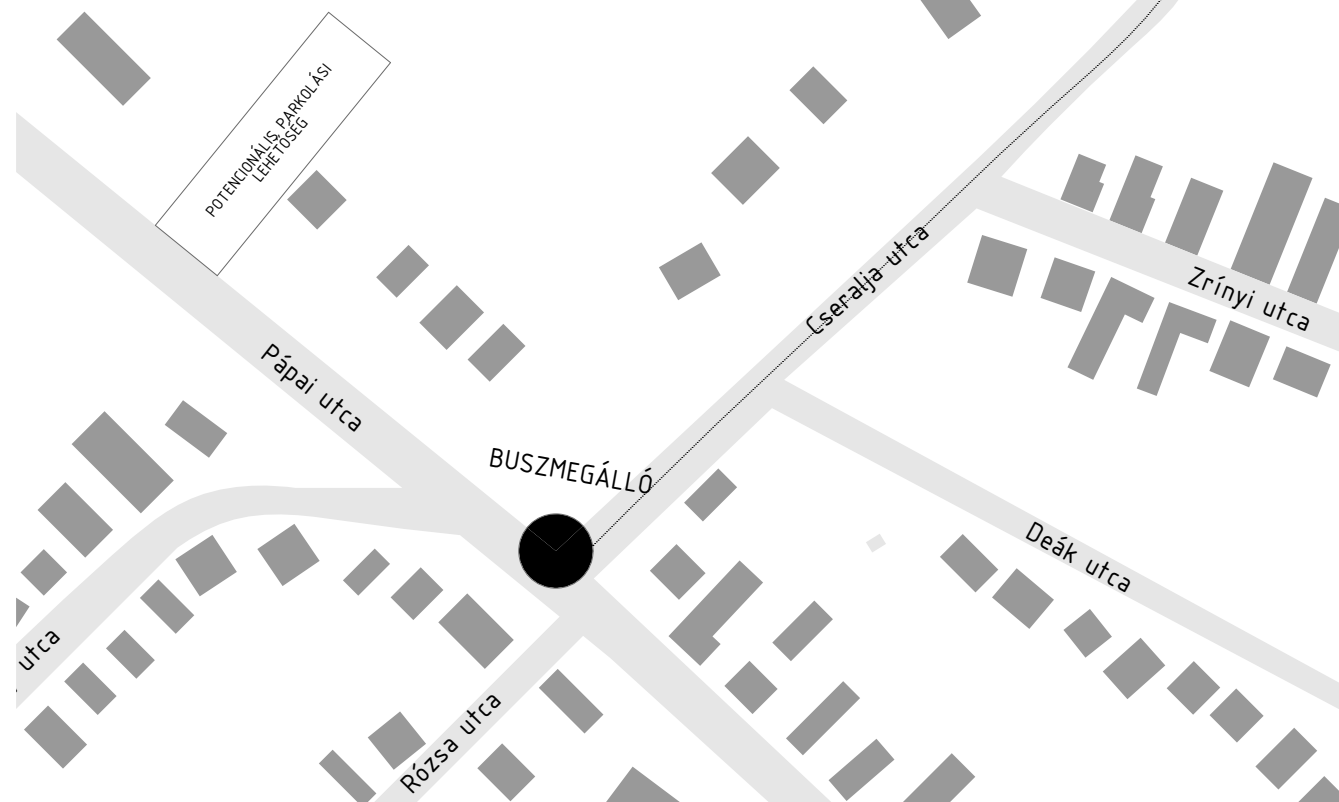 POTENCIONÁLIS PARKOLÁSI
LEHETŐSÉG
Cseralja utca
Zrínyi utca
Pápai utca
BUSZMEGÁLLÓ
Deák utca
utca
Rózsa utca